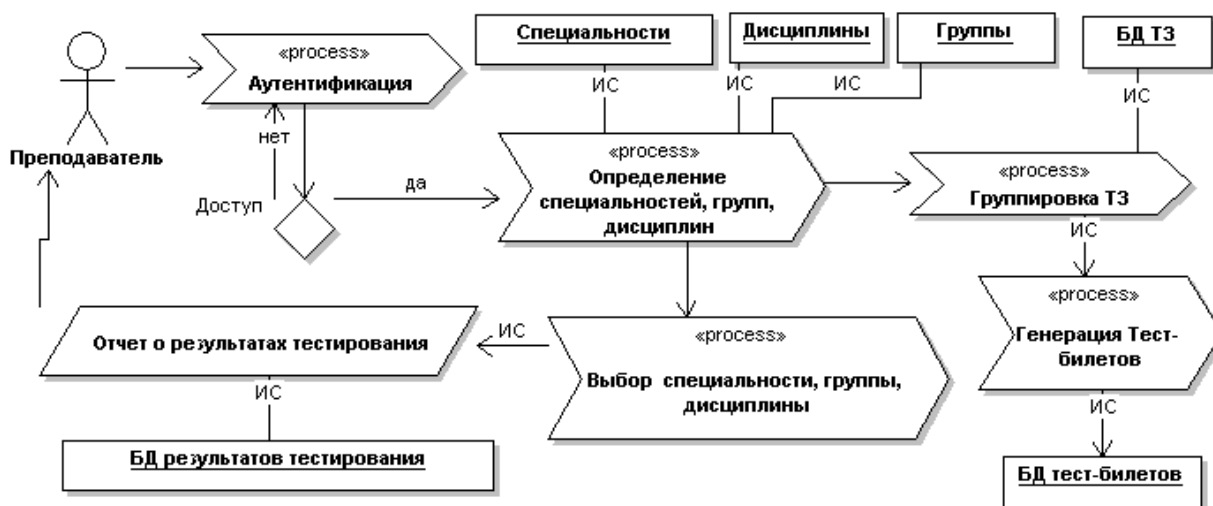 Специальности
Дисциплины
Группы
БД ТЗ
«process»
Аутентификация
ИС
ИС
ИС
ИС
нет
Преподаватель
«process»
Определение
специальностей, групп,
дисциплин
«process»
Группировка ТЗ
да
Доступ
ИС
«process»
Генерация Тест-
билетов
Отчет о результатах тестирования
ИС
«process»
Выбор специальности, группы,
дисциплины
ИС
ИС
БД результатов тестирования
БД тест-билетов